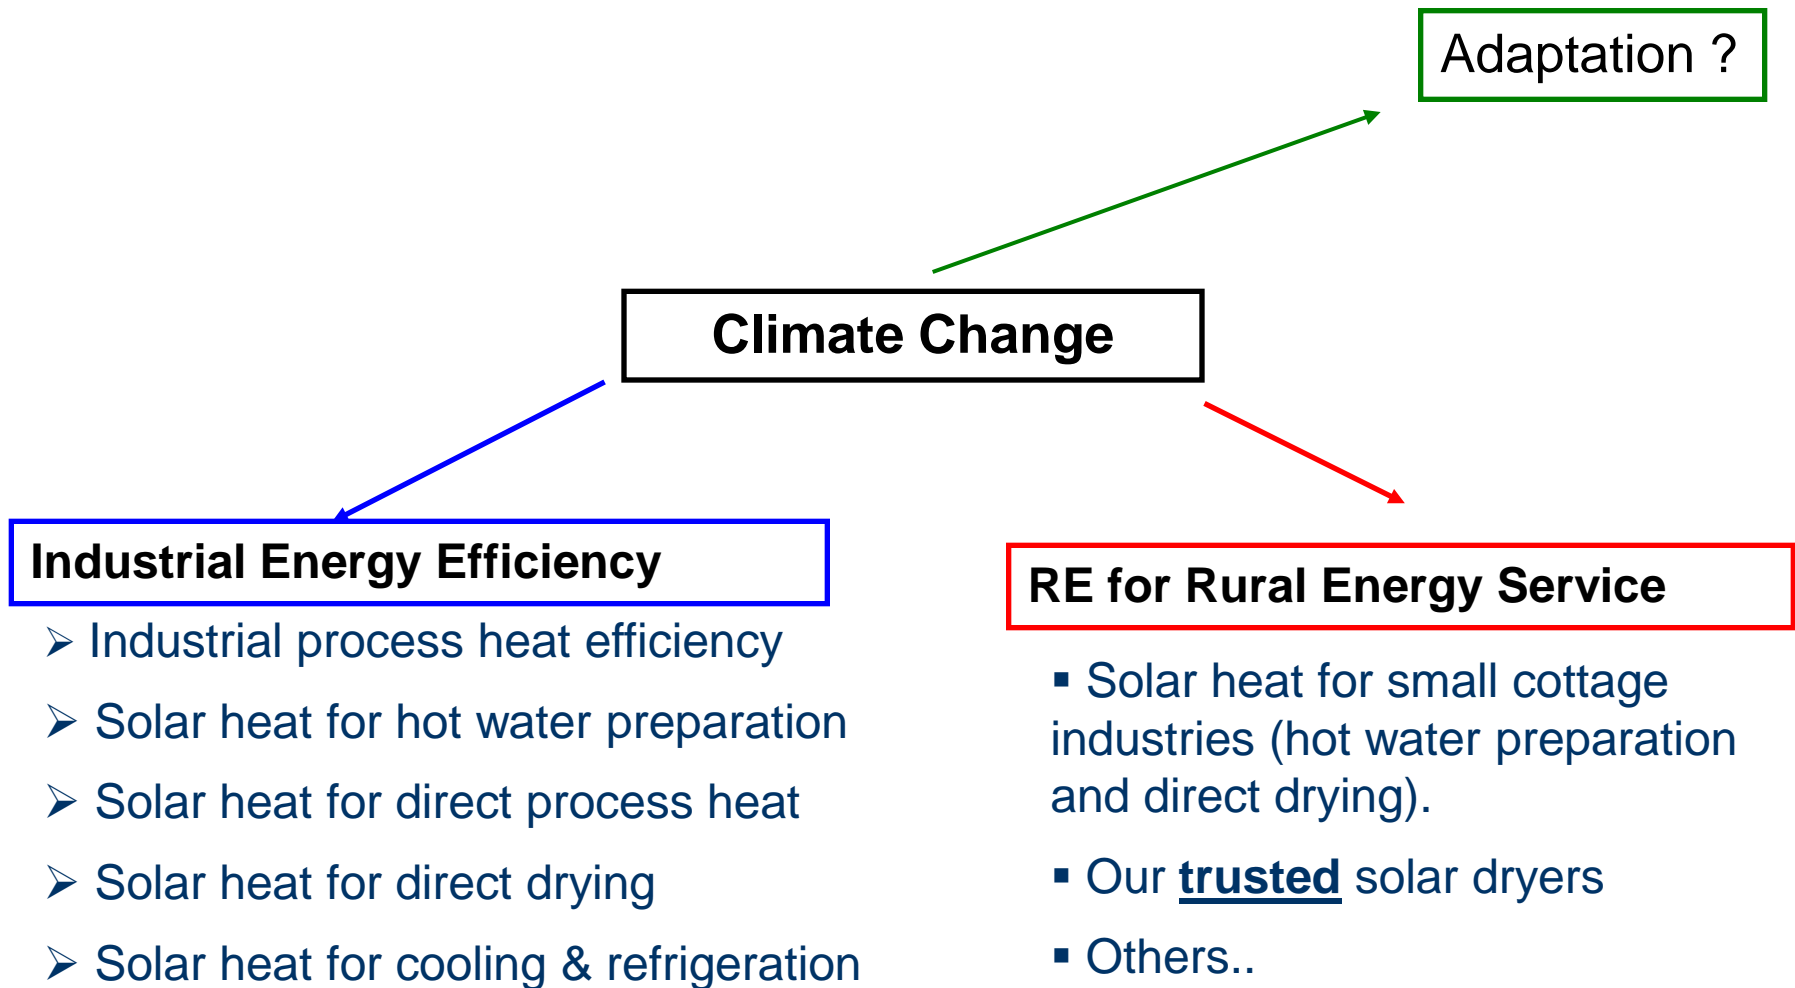 Adaptation ?
Climate Change
Industrial Energy Efficiency
➢ Industrial process heat efficiency
➢ Solar heat for hot water preparation
➢ Solar heat for direct process heat
➢ Solar heat for direct drying
➢ Solar heat for cooling & refrigeration
RE for Rural Energy Service
▪ Solar heat for small cottage
industries (hot water preparation
and direct drying).
▪ Our trusted solar dryers
▪ Others..